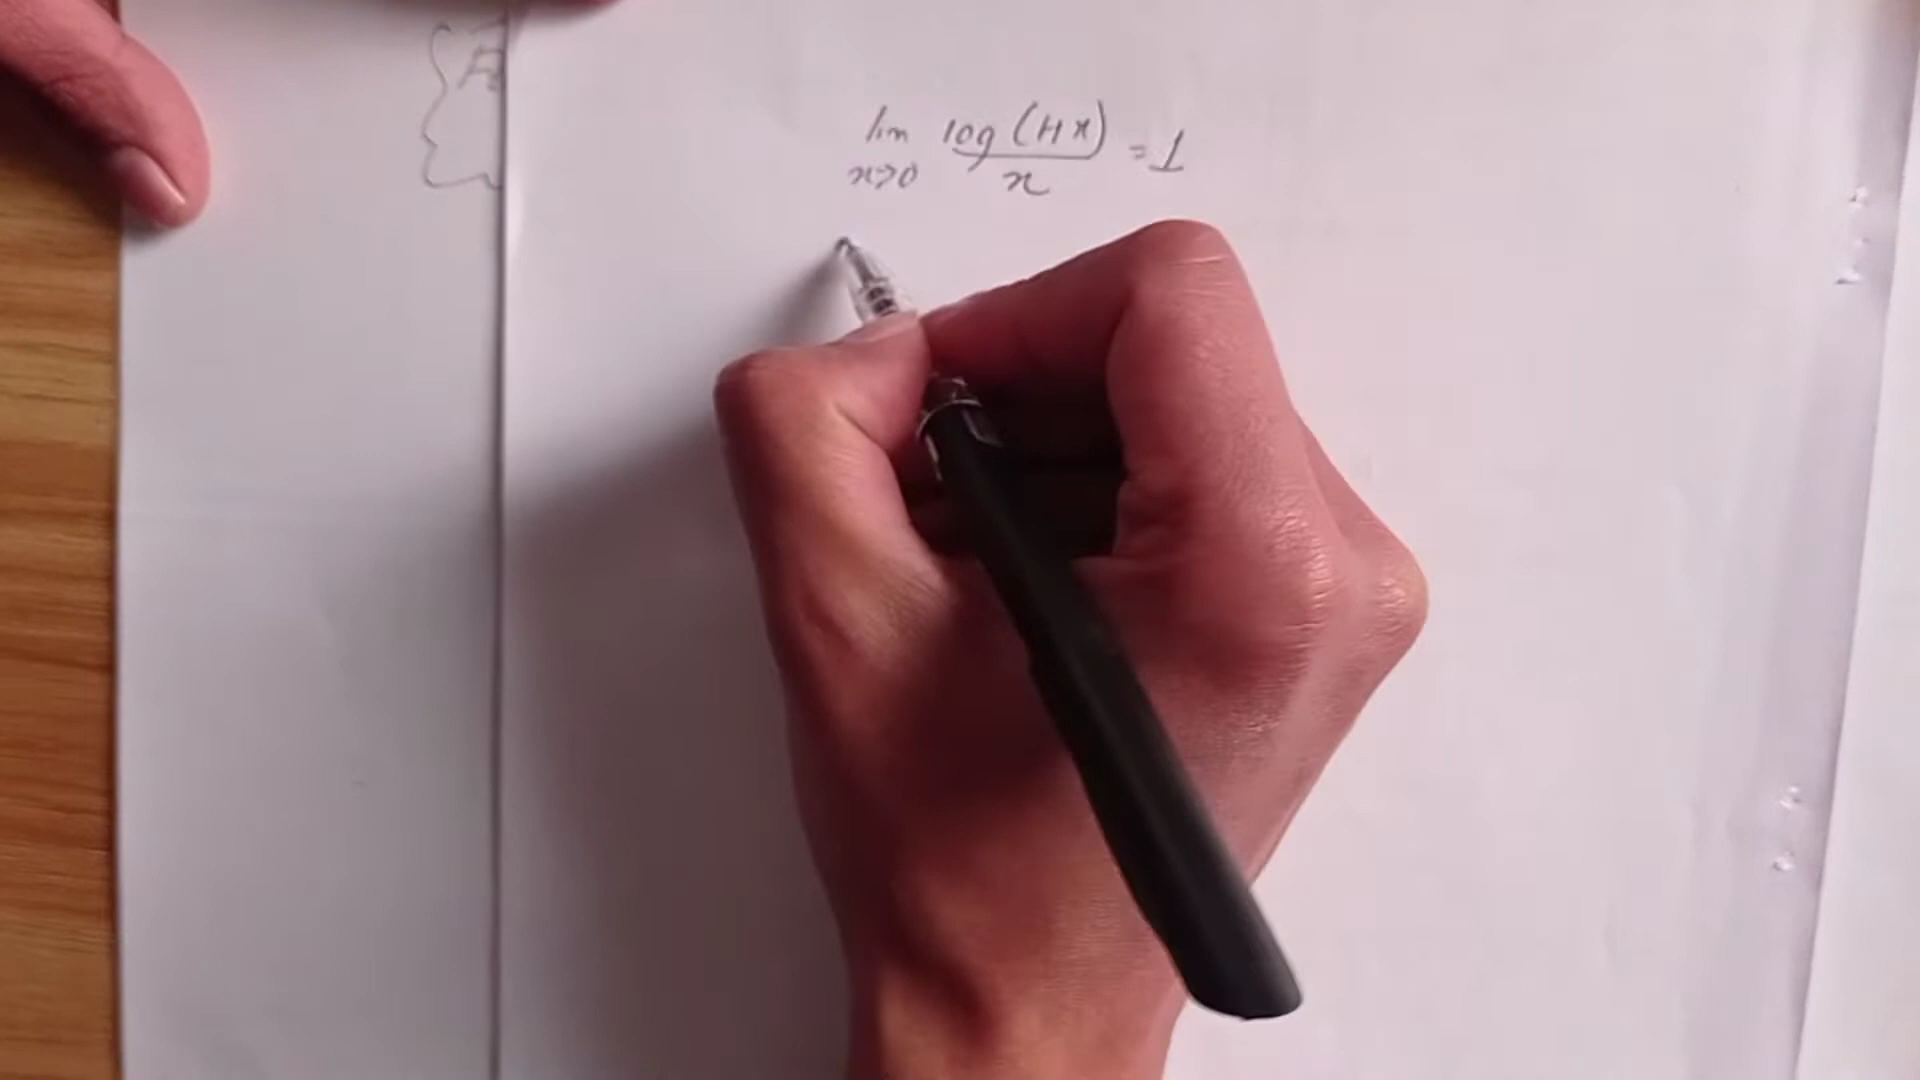 lim log(1+x)/x = 1
x→0